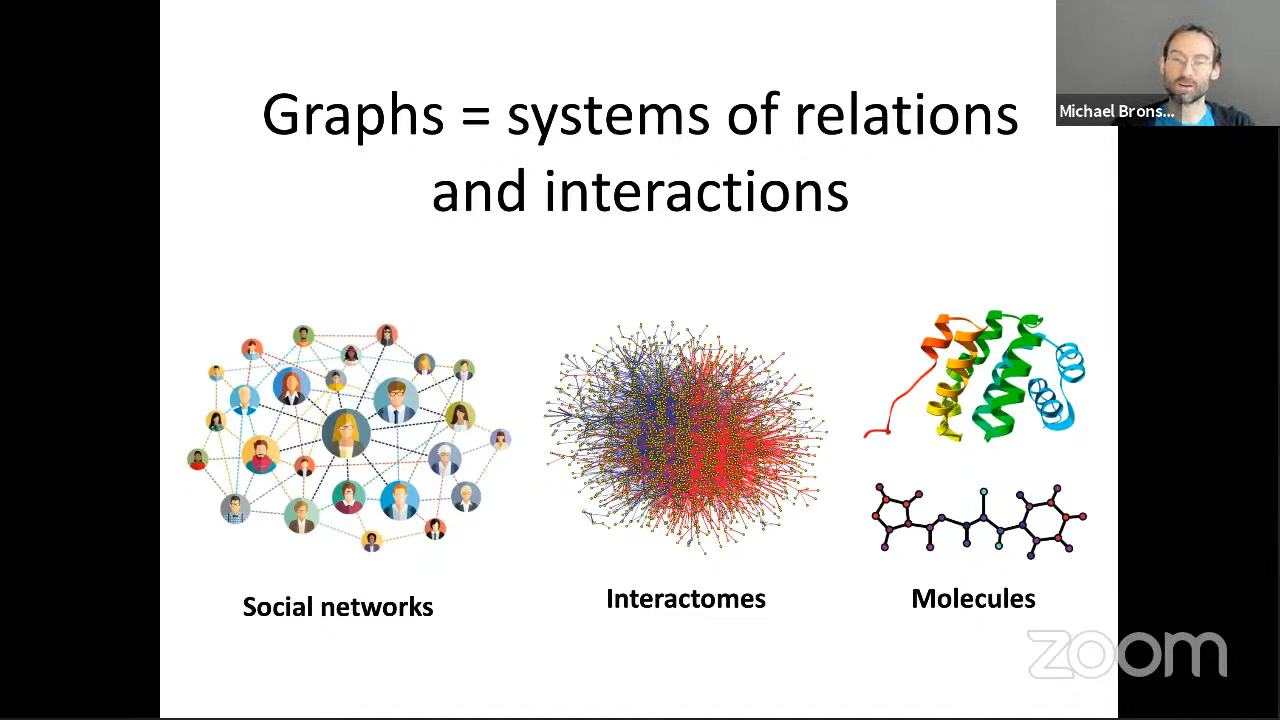 Graphs = systems of relations
and interactions
Michael Brons...
Social networks
Interactomes
Molecules
zoom